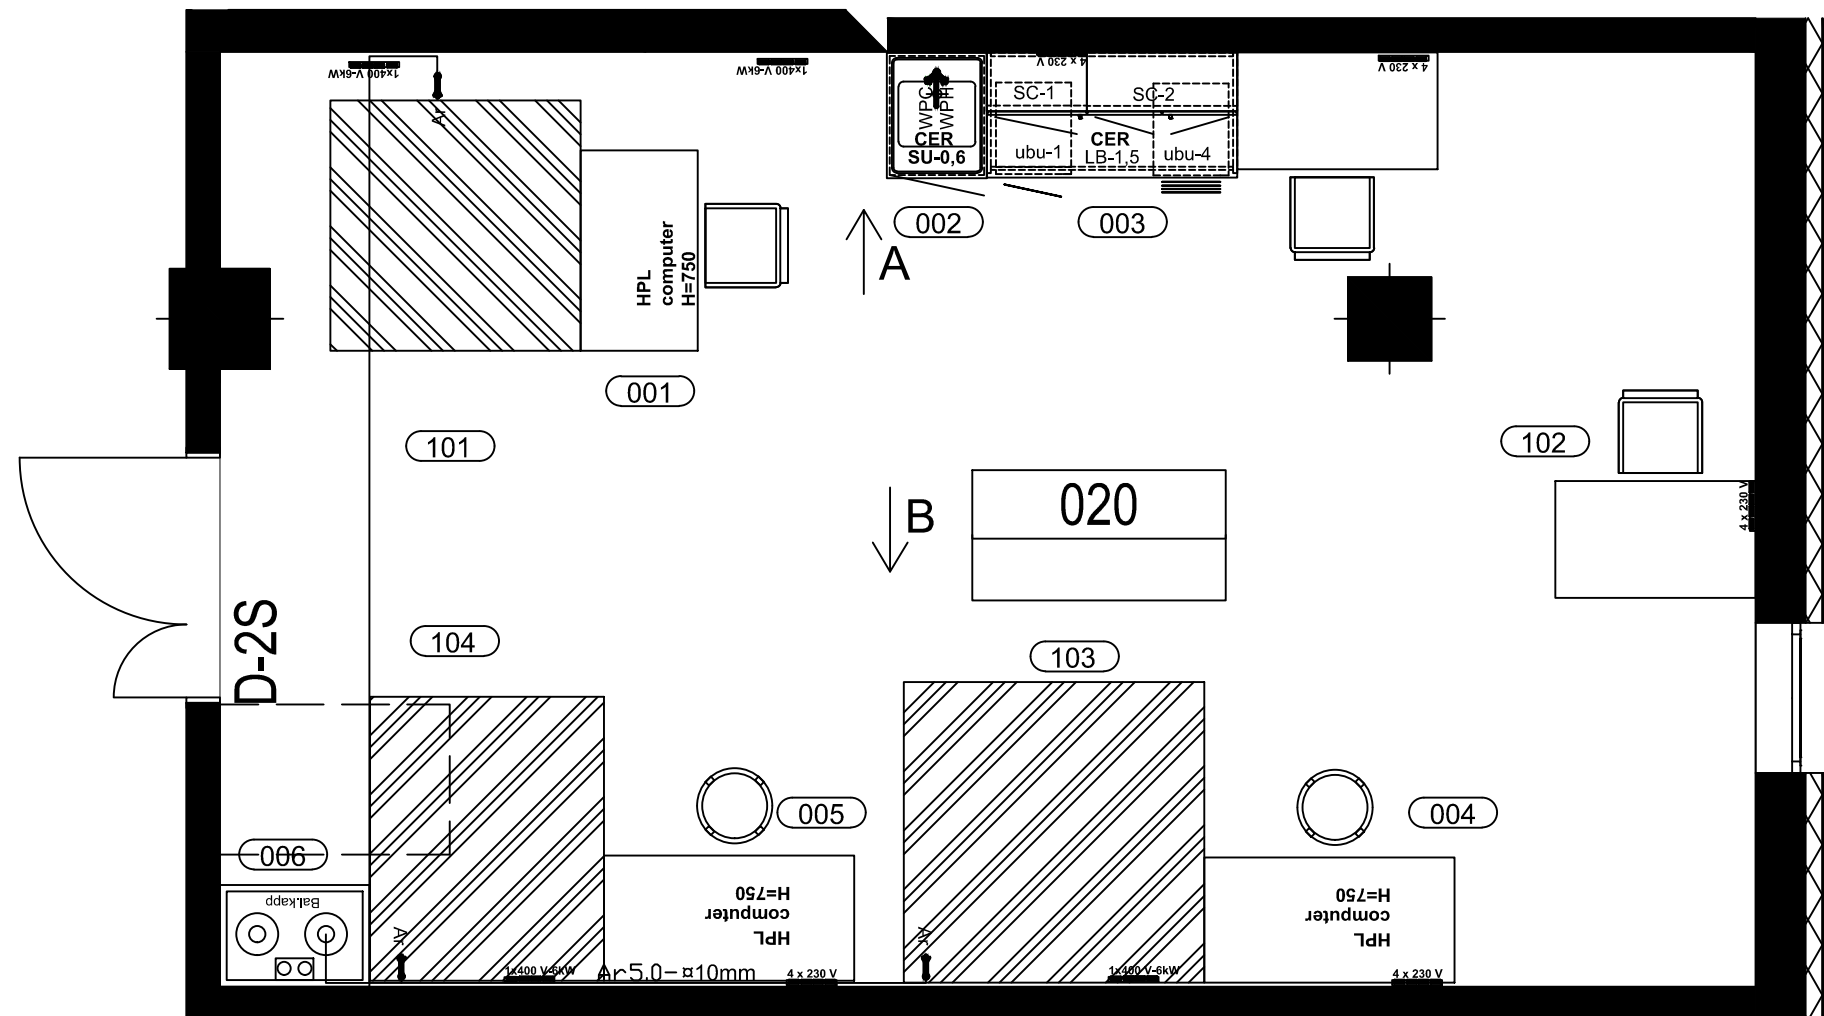 1x400 V-6kW
1x400 V-6kW
4 x 230 V
4 x 230 V
Ar
WPC
WPH
SC-1
SC-2
CER
SU-0,6
CER
LB-1,5
ubu-1
ubu-4
HPL
computer
H=750
002
003
A
001
101
102
020
B
4 x 230 V
D-2S
104
103
005
004
006
Bal.kapp
H=750
computer
HPL
H=750
computer
HPL
Ar
Ar
1x400 V-6kW
Ar5.0-¤10mm
4 x 230 V
1x400 V-6kW
4 x 230 V